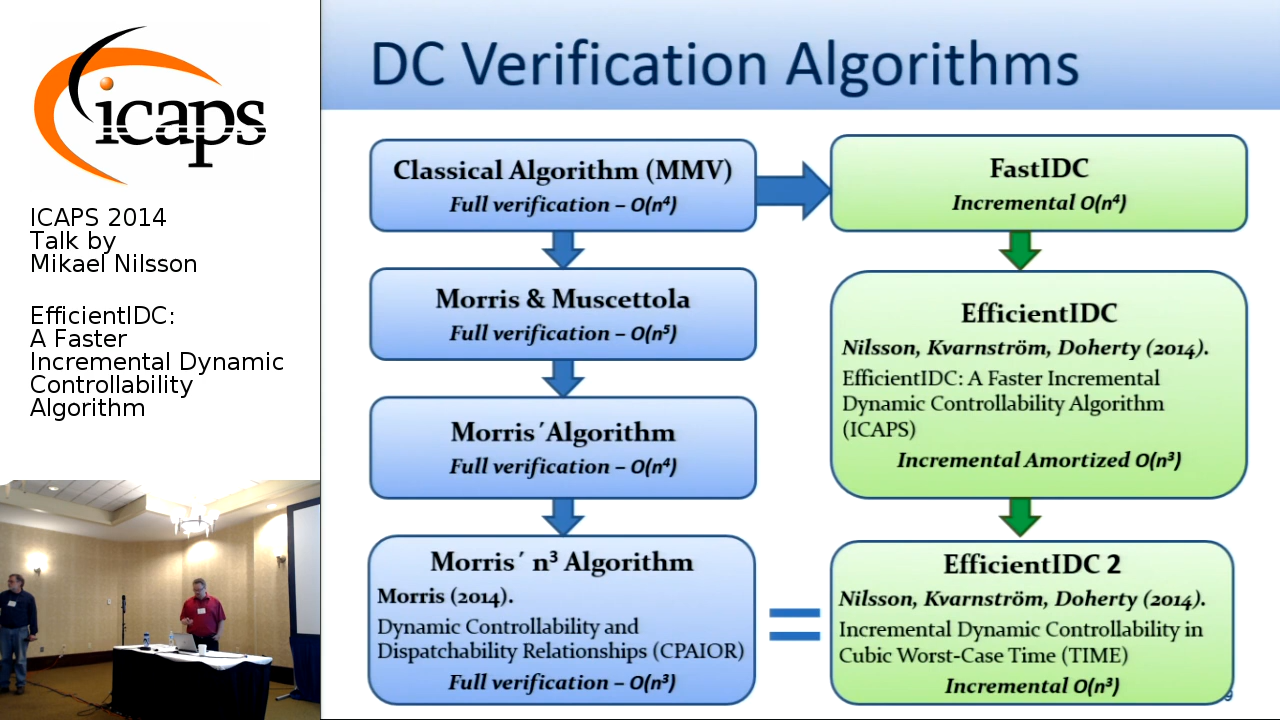 icaps
ICAPS 2014
Talk by
Mikael Nilsson
EfficientIDC:
A Faster
Incremental Dynamic
Controllability
Algorithm
DC Verification Algorithms
Classical Algorithm (MMV)
Full verification – O(n⁴)
Morris & Muscettola
Full verification – O(n⁵)
Morris´Algorithm
Full verification – O(n⁴)
Morris´ n³ Algorithm
Morris (2014).
Dynamic Controllability and
Dispatchability Relationships (CPAIOR)
Full verification – O(n³)
FastIDC
Incremental O(n⁴)
EfficientIDC
Nilsson, Kvarnström, Doherty (2014).
EfficientIDC: A Faster Incremental
Dynamic Controllability Algorithm
(ICAPS)
Incremental Amortized O(n³)
EfficientIDC 2
Nilsson, Kvarnström, Doherty (2014).
Incremental Dynamic Controllability in
Cubic Worst-Case Time (TIME)
Incremental O(n³)